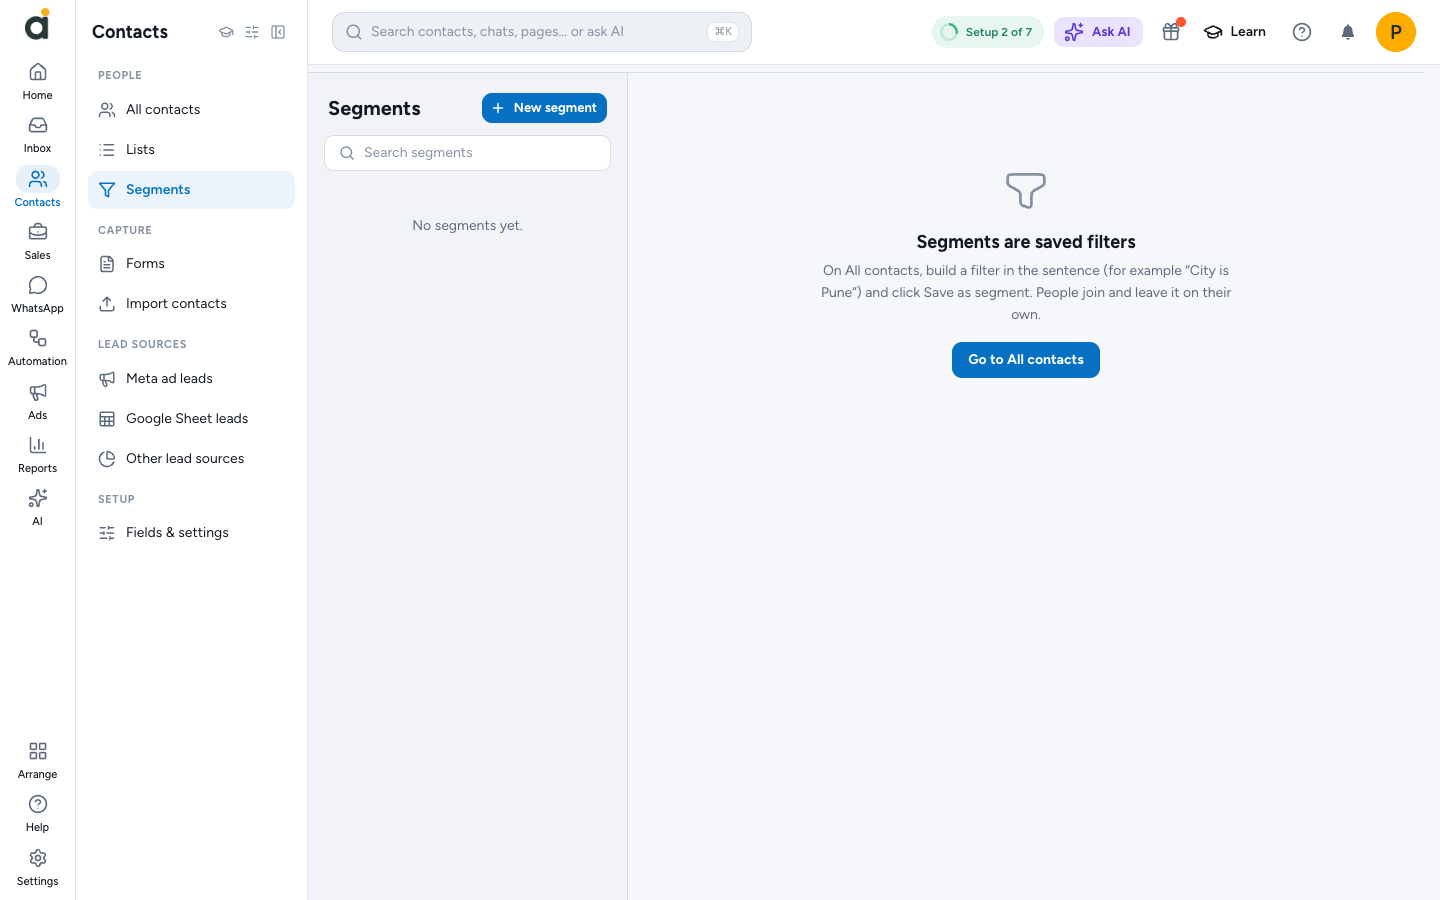 Home
Inbox
Contacts
Sales
WhatsApp
Automation
Ads
Reports
AI
Arrange
Help
Settings
Contacts
PEOPLE
All contacts
Lists
Segments
CAPTURE
Forms
Import contacts
LEAD SOURCES
Meta ad leads
Google Sheet leads
Other lead sources
SETUP
Fields & settings
Search contacts, chats, pages... or ask AI
⌘K
Setup 2 of 7
Ask AI
Learn
P
Segments
New segment
Search segments
No segments yet.
Segments are saved filters
On All contacts, build a filter in the sentence (for example “City is
Pune”) and click Save as segment. People join and leave it on their
own.
Go to All contacts